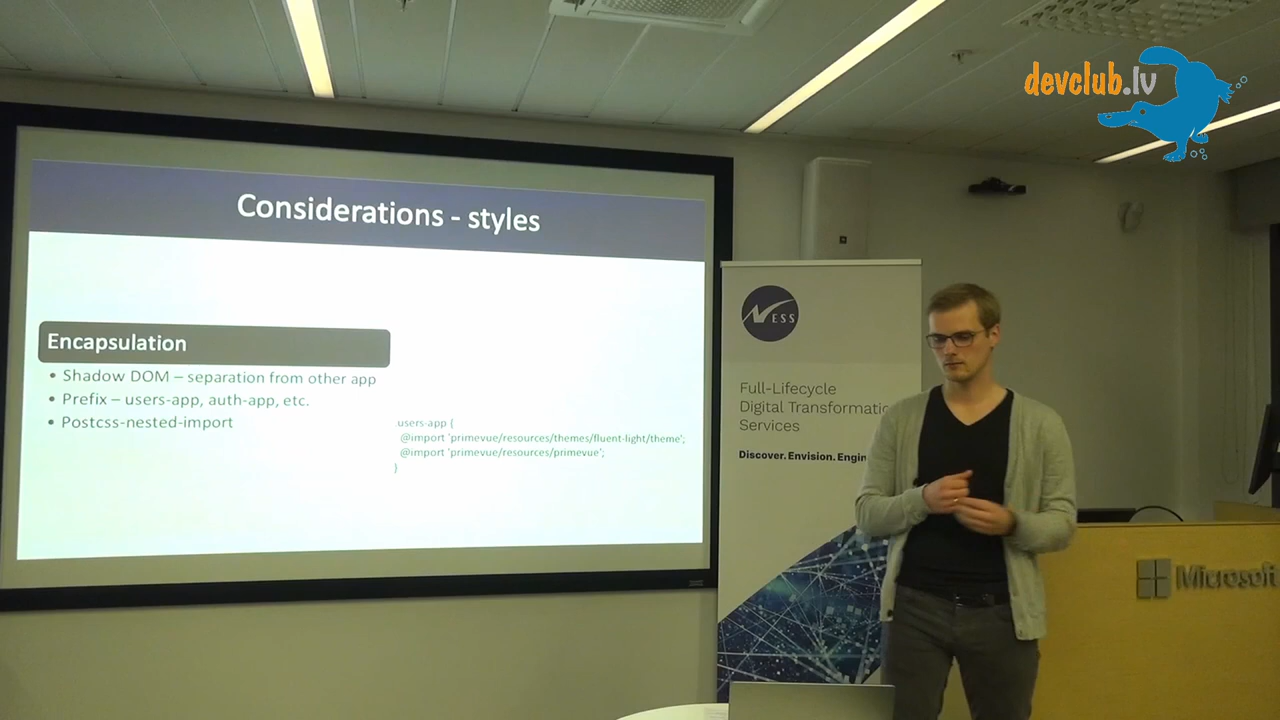 devclub.lv
Considerations - styles
Encapsulation
• Shadow DOM – separation from other app
• Prefix – users-app, auth-app, etc.
• Postcss-nested-import
.users-app {
@import 'primevue/resources/themes/fluent-light/theme';
@import 'primevue/resources/primevue';
}
NESS
Full-Lifecycle
Digital Transformatio
Services
Discover. Envision. Engin
Microsoft